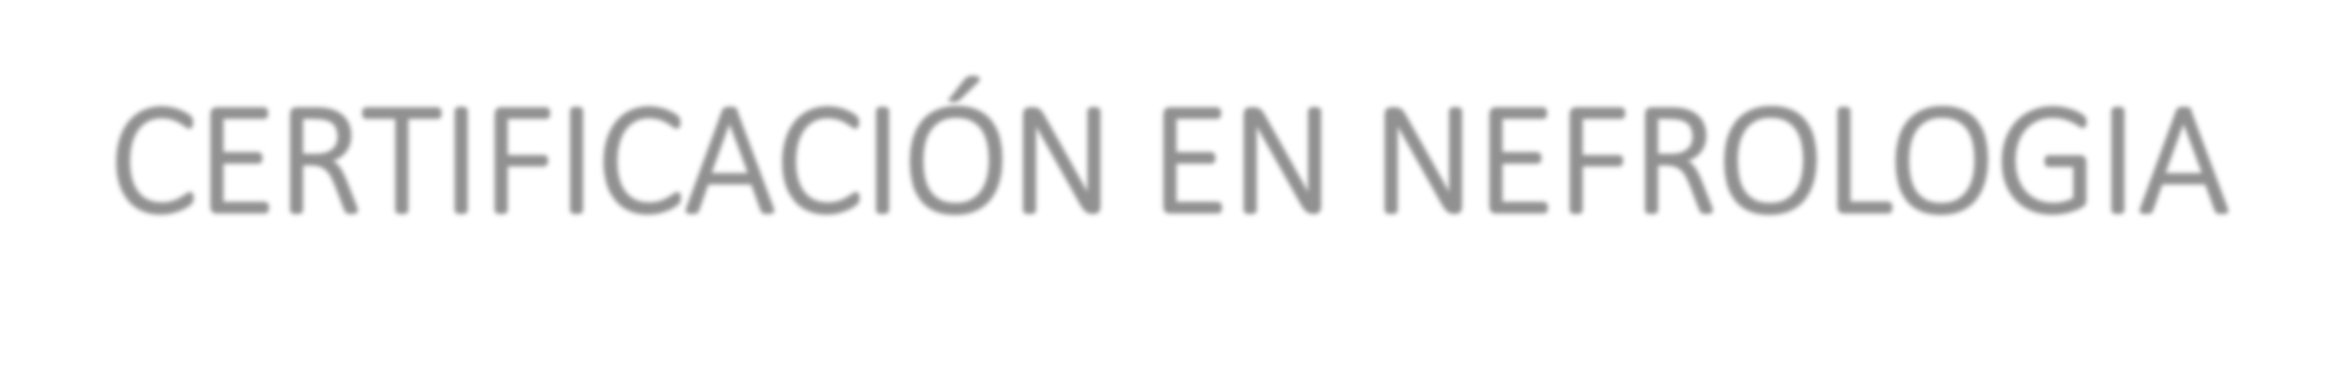 CERTIFICACIÓN EN NEFROLOGIA